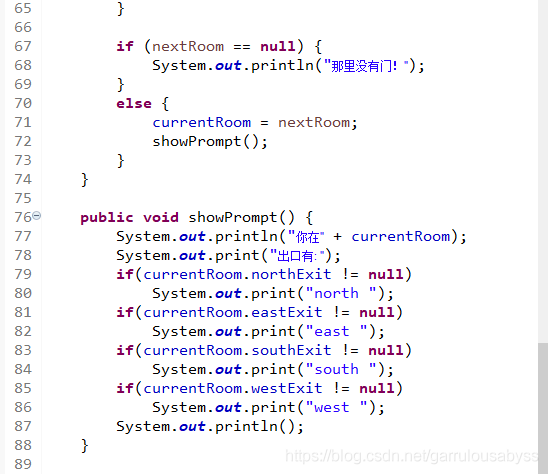 65 }
66
67 if (nextRoom == null) {
68 System.out.println("那里没有门！");
69 }
70 else {
71 currentRoom = nextRoom;
72 showPrompt();
73 }
74 }
75
76 public void showPrompt() {
77 System.out.println("你在" + currentRoom);
78 System.out.print("出口有:");
79 if(currentRoom.northExit != null)
80 System.out.print("north ");
81 if(currentRoom.eastExit != null)
82 System.out.print("east ");
83 if(currentRoom.southExit != null)
84 System.out.print("south ");
85 if(currentRoom.westExit != null)
86 System.out.print("west ");
87 System.out.println();
88 }
89
https://blog.csdn.net/garrulousabyss